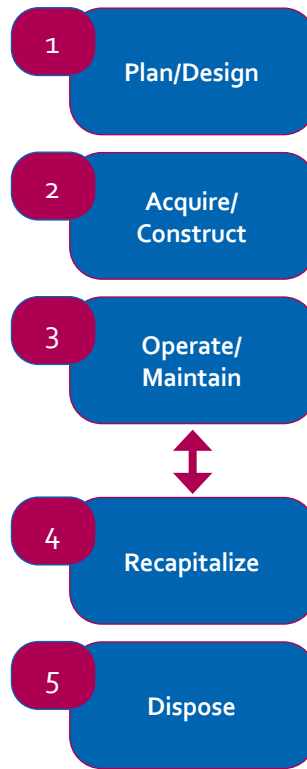 1
Plan/Design
2
Acquire/
Construct
3
Operate/
Maintain
4
Recapitalize
5
Dispose